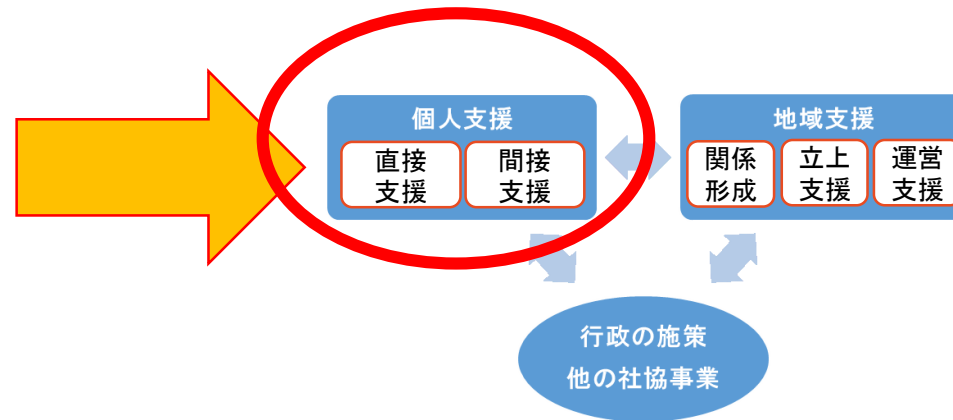 個人支援
直接
支援
間接
支援
地域支援
関係
形成
立上
支援
運営
支援
行政の施策
他の社協事業